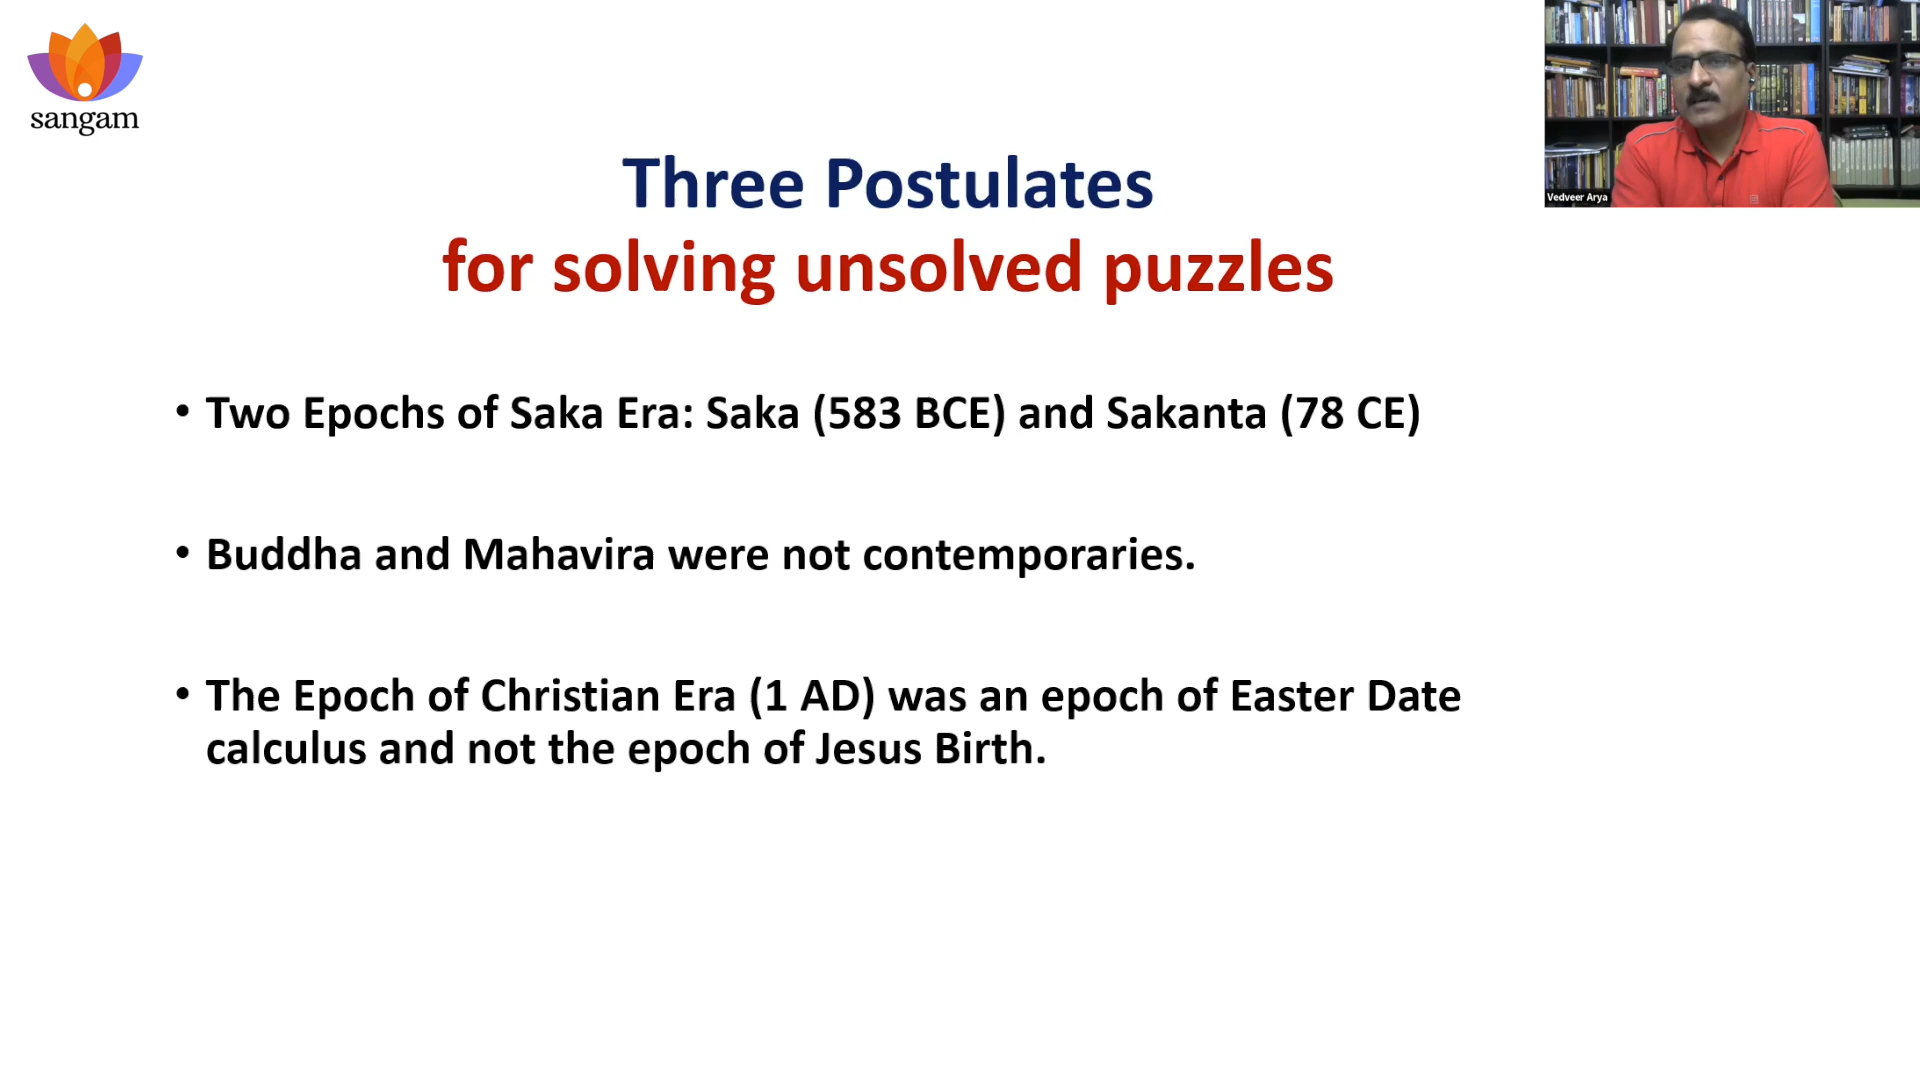 sangam
Vedveer Arya
Three Postulates
for solving unsolved puzzles
• Two Epochs of Saka Era: Saka (583 BCE) and Sakanta (78 CE)
• Buddha and Mahavira were not contemporaries.
• The Epoch of Christian Era (1 AD) was an epoch of Easter Date
calculus and not the epoch of Jesus Birth.